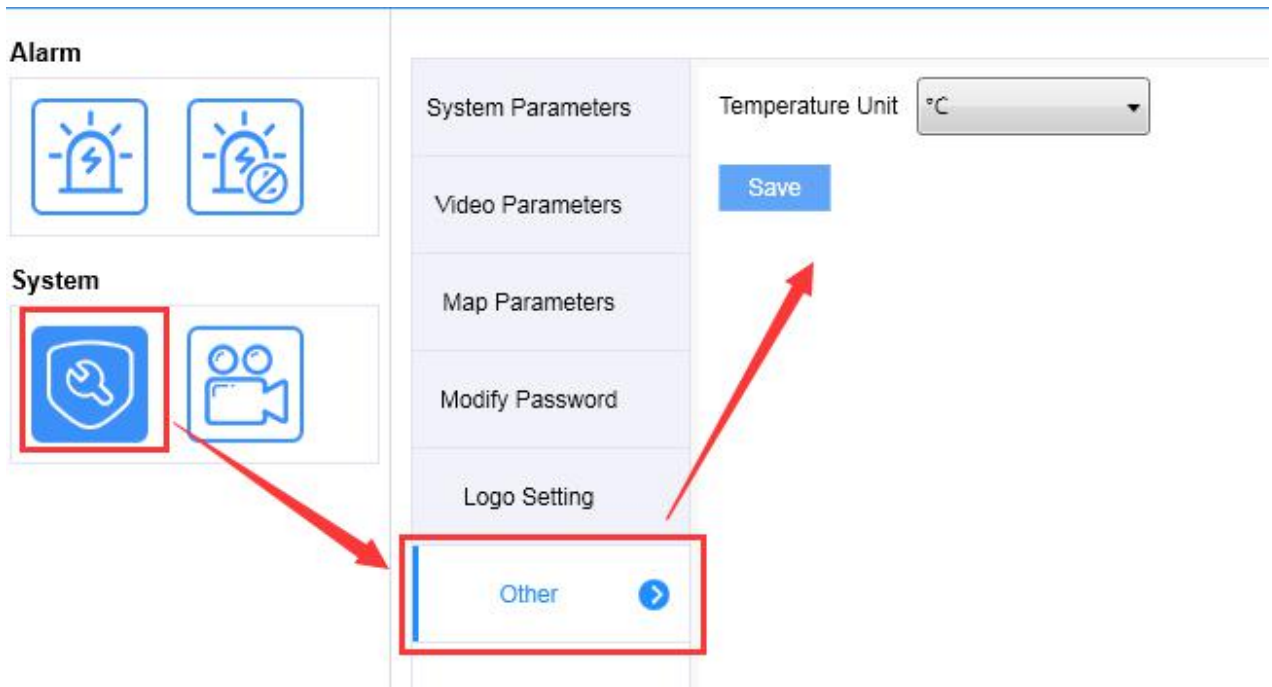 Alarm
System
System Parameters
Video Parameters
Map Parameters
Modify Password
Logo Setting
Other
Temperature Unit °C
Save